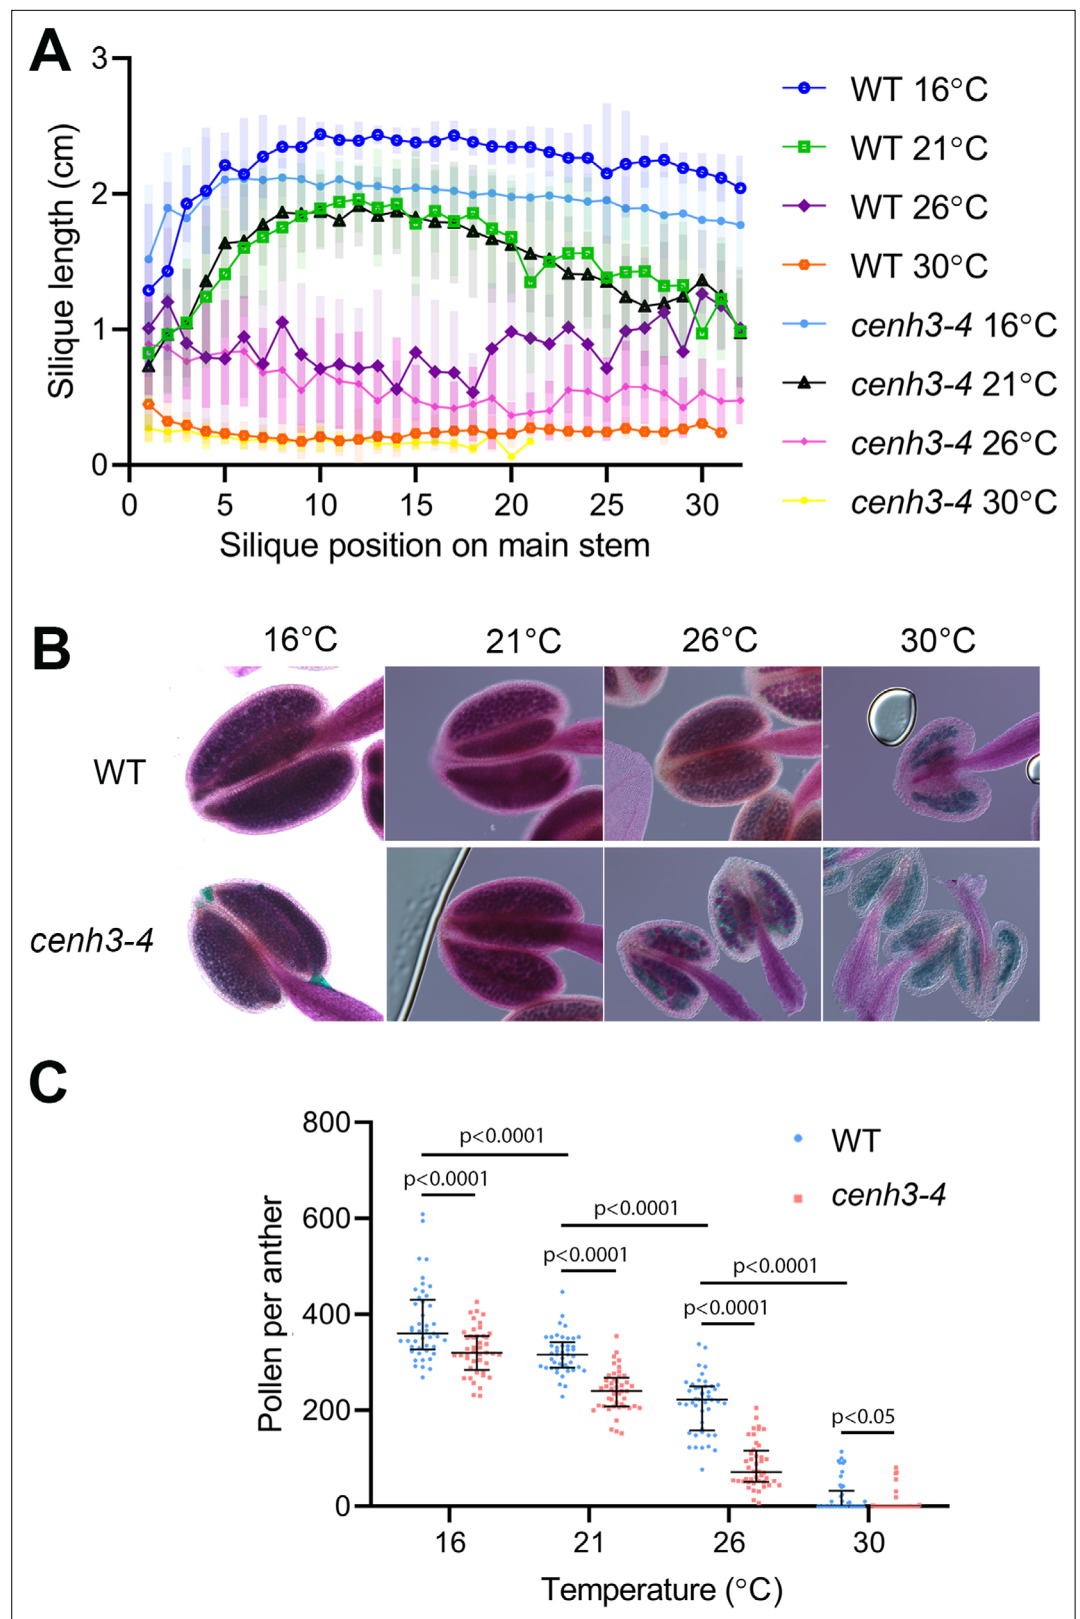 A
3
2
1
0
Silique length (cm)
0 5 10 15 20 25 30
Silique position on main stem
WT 16°C
WT 21°C
WT 26°C
WT 30°C
cenh3-4 16°C
cenh3-4 21°C
cenh3-4 26°C
cenh3-4 30°C
B
16°C 21°C 26°C 30°C
WT
cenh3-4
C
800
600
400
200
0
Pollen per anther
p<0.0001
p<0.0001
p<0.0001
p<0.0001
p<0.0001
p<0.0001
p<0.05
WT
cenh3-4
16 21 26 30
Temperature (°C)